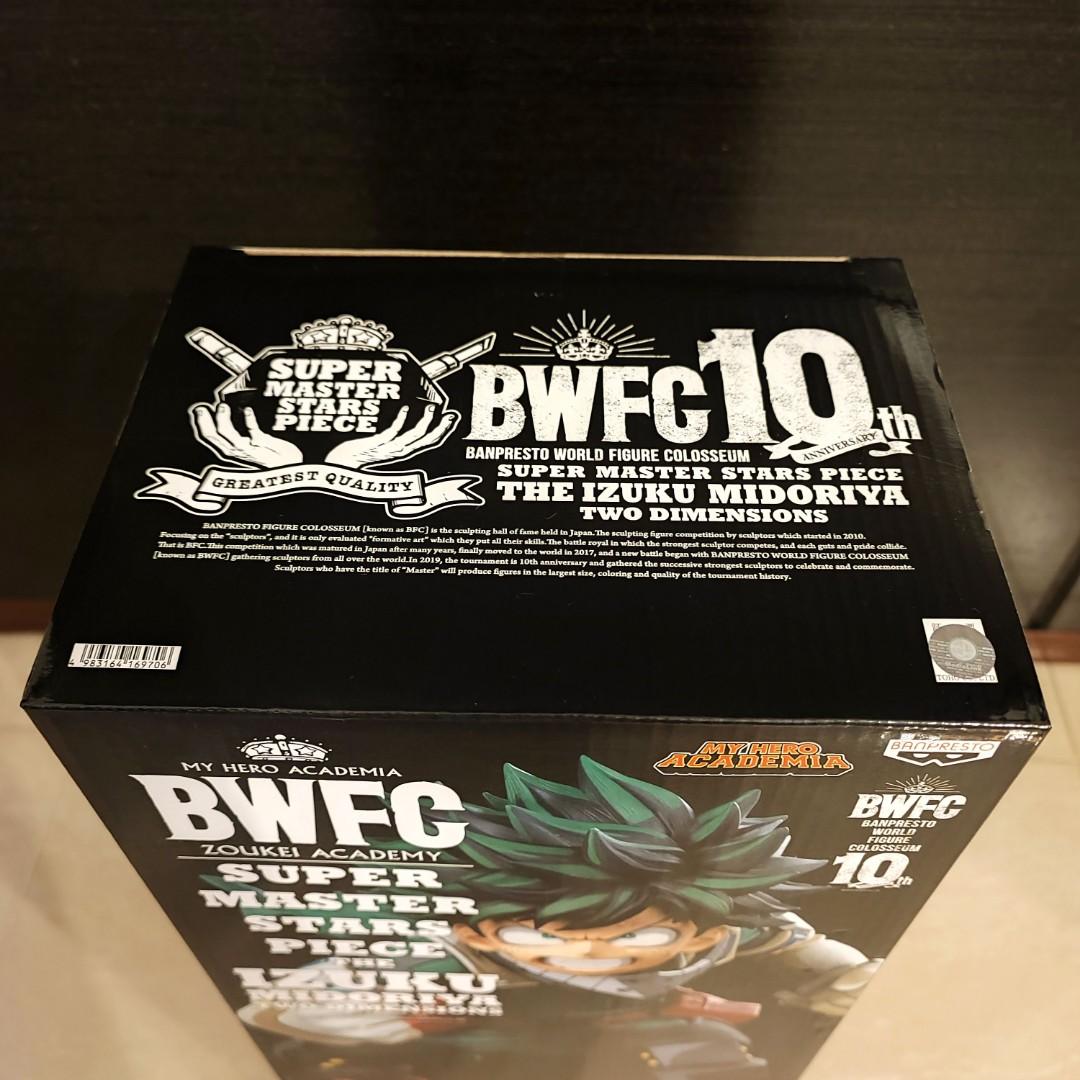 SUPER
MASTER
STARS
PIECE
GREATEST QUALITY
BWFC 10th
ANNIVERSARY
BANPRESTO WORLD FIGURE COLOSSEUM
SUPER MASTER STARS PIECE
THE IZUKU MIDORIYA
TWO DIMENSIONS
BANPRESTO FIGURE COLOSSEUM [known as BFC] is the sculpting hall of fame held in Japan.The sculpting figure competition by sculptors which started in 2010.
Focusing on the "sculptors", and it is only evaluated "formative art" which they put all their skills.The battle royal in which the strongest sculptor competes, and each guts and pride collide.
That is BFC.This competition which was matured in Japan after many years, finally moved to the world in 2017, and a new battle began with BANPRESTO WORLD FIGURE COLOSSEUM
[known as BWFC] gathering sculptors from all over the world.In 2019, the tournament is 10th anniversary and gathered the successive strongest sculptors to celebrate and commemorate.
Sculptors who have the title of "Master" will produce figures in the largest size, coloring and quality of the tournament history.
4 983164 169706
MY HERO ACADEMIA
BWFC
ZOUKEI ACADEMY
SUPER
MASTER
STARS
PIECE
THE
IZUKU
MIDORIYA
TWO DIMENSIONS
MY HERO
ACADEMIA
BANPRESTO
BWFC
BANPRESTO
WORLD
FIGURE
COLOSSEUM
10th